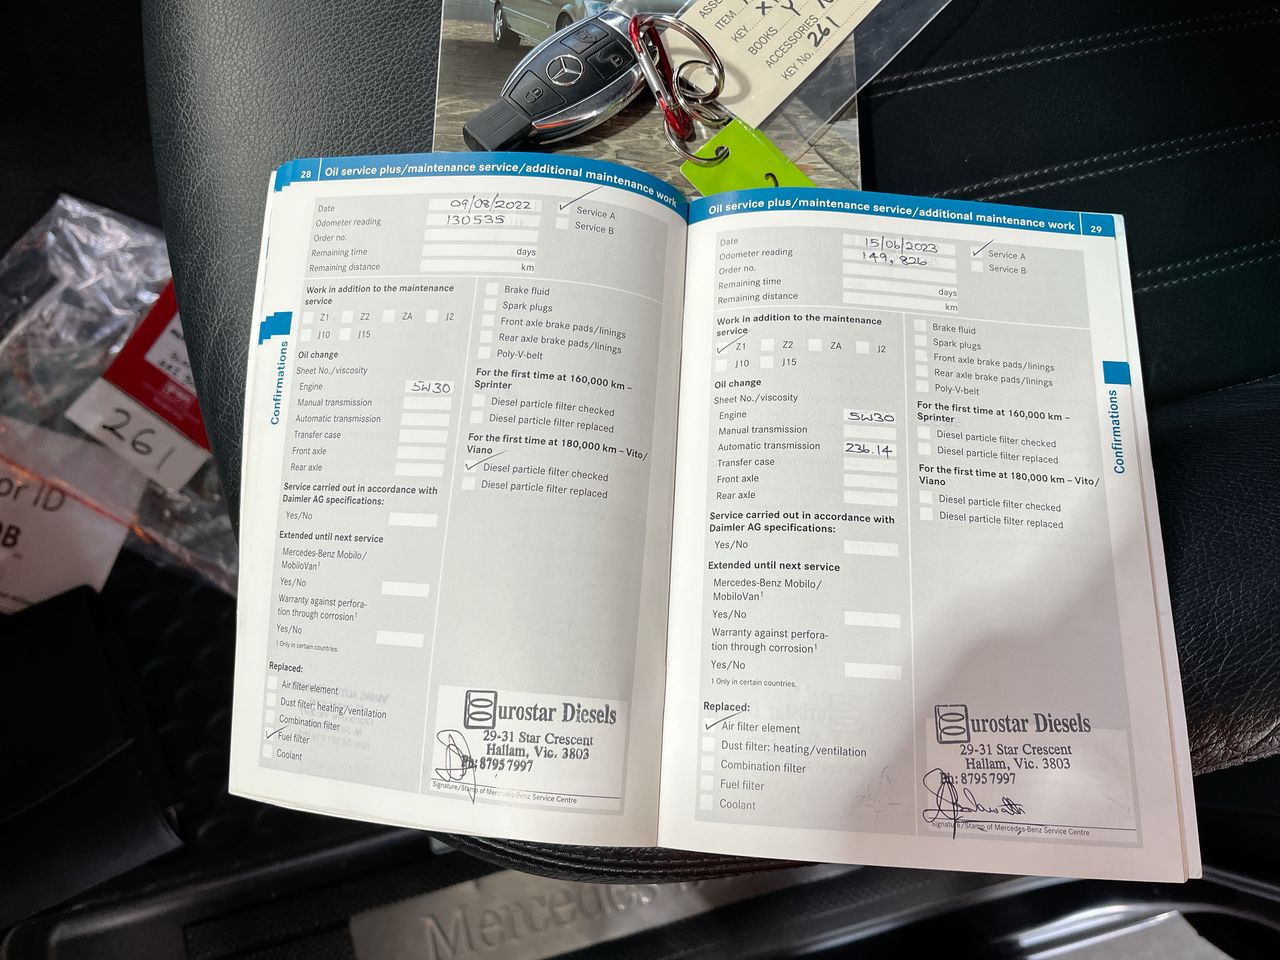 ITEM
KEY
BOOKS Y
ACCESSORIES
KEY No. 261
261
or ID
28 Oil service plus/maintenance service/additional maintenance work
Date 09/08/2022
Odometer reading 130535
Order no.
Remaining time days
Remaining distance km
Service A
Service B
Work in addition to the maintenance
service
Z1 Z2 ZA J2
J10 J15
Oil change
Sheet No./viscosity
Engine 5W30
Manual transmission
Automatic transmission
Transfer case
Front axle
Rear axle
Service carried out in accordance with
Daimler AG specifications:
Yes/No
Extended until next service
Mercedes-Benz Mobilo/
MobiloVan¹
Yes/No
Warranty against perfora-
tion through corrosion¹
Yes/No
¹ Only in certain countries.
Replaced:
Air filter element
Dust filter: heating/ventilation
Combination filter
Fuel filter
Coolant
Brake fluid
Spark plugs
Front axle brake pads/linings
Rear axle brake pads/linings
Poly-V-belt
For the first time at 160,000 km –
Sprinter
Diesel particle filter checked
Diesel particle filter replaced
For the first time at 180,000 km – Vito/
Viano
Diesel particle filter checked
Diesel particle filter replaced
Eurostar Diesels
29-31 Star Crescent
Hallam, Vic. 3803
Ph: 8795 7997
Signature/Stamp of Mercedes-Benz Service Centre
Confirmations
Oil service plus/maintenance service/additional maintenance work 29
Date 15/06/2023
Odometer reading 149,826
Order no.
Remaining time days
Remaining distance km
Service A
Service B
Work in addition to the maintenance
service
Z1 Z2 ZA J2
J10 J15
Oil change
Sheet No./viscosity
Engine 5W30
Manual transmission
Automatic transmission 236.14
Transfer case
Front axle
Rear axle
Service carried out in accordance with
Daimler AG specifications:
Yes/No
Extended until next service
Mercedes-Benz Mobilo/
MobiloVan¹
Yes/No
Warranty against perfora-
tion through corrosion¹
Yes/No
¹ Only in certain countries.
Replaced:
Air filter element
Dust filter: heating/ventilation
Combination filter
Fuel filter
Coolant
Brake fluid
Spark plugs
Front axle brake pads/linings
Rear axle brake pads/linings
Poly-V-belt
For the first time at 160,000 km –
Sprinter
Diesel particle filter checked
Diesel particle filter replaced
For the first time at 180,000 km – Vito/
Viano
Diesel particle filter checked
Diesel particle filter replaced
Eurostar Diesels
29-31 Star Crescent
Hallam, Vic. 3803
Ph: 8795 7997
Signature/Stamp of Mercedes-Benz Service Centre
Confirmations
Mercedes